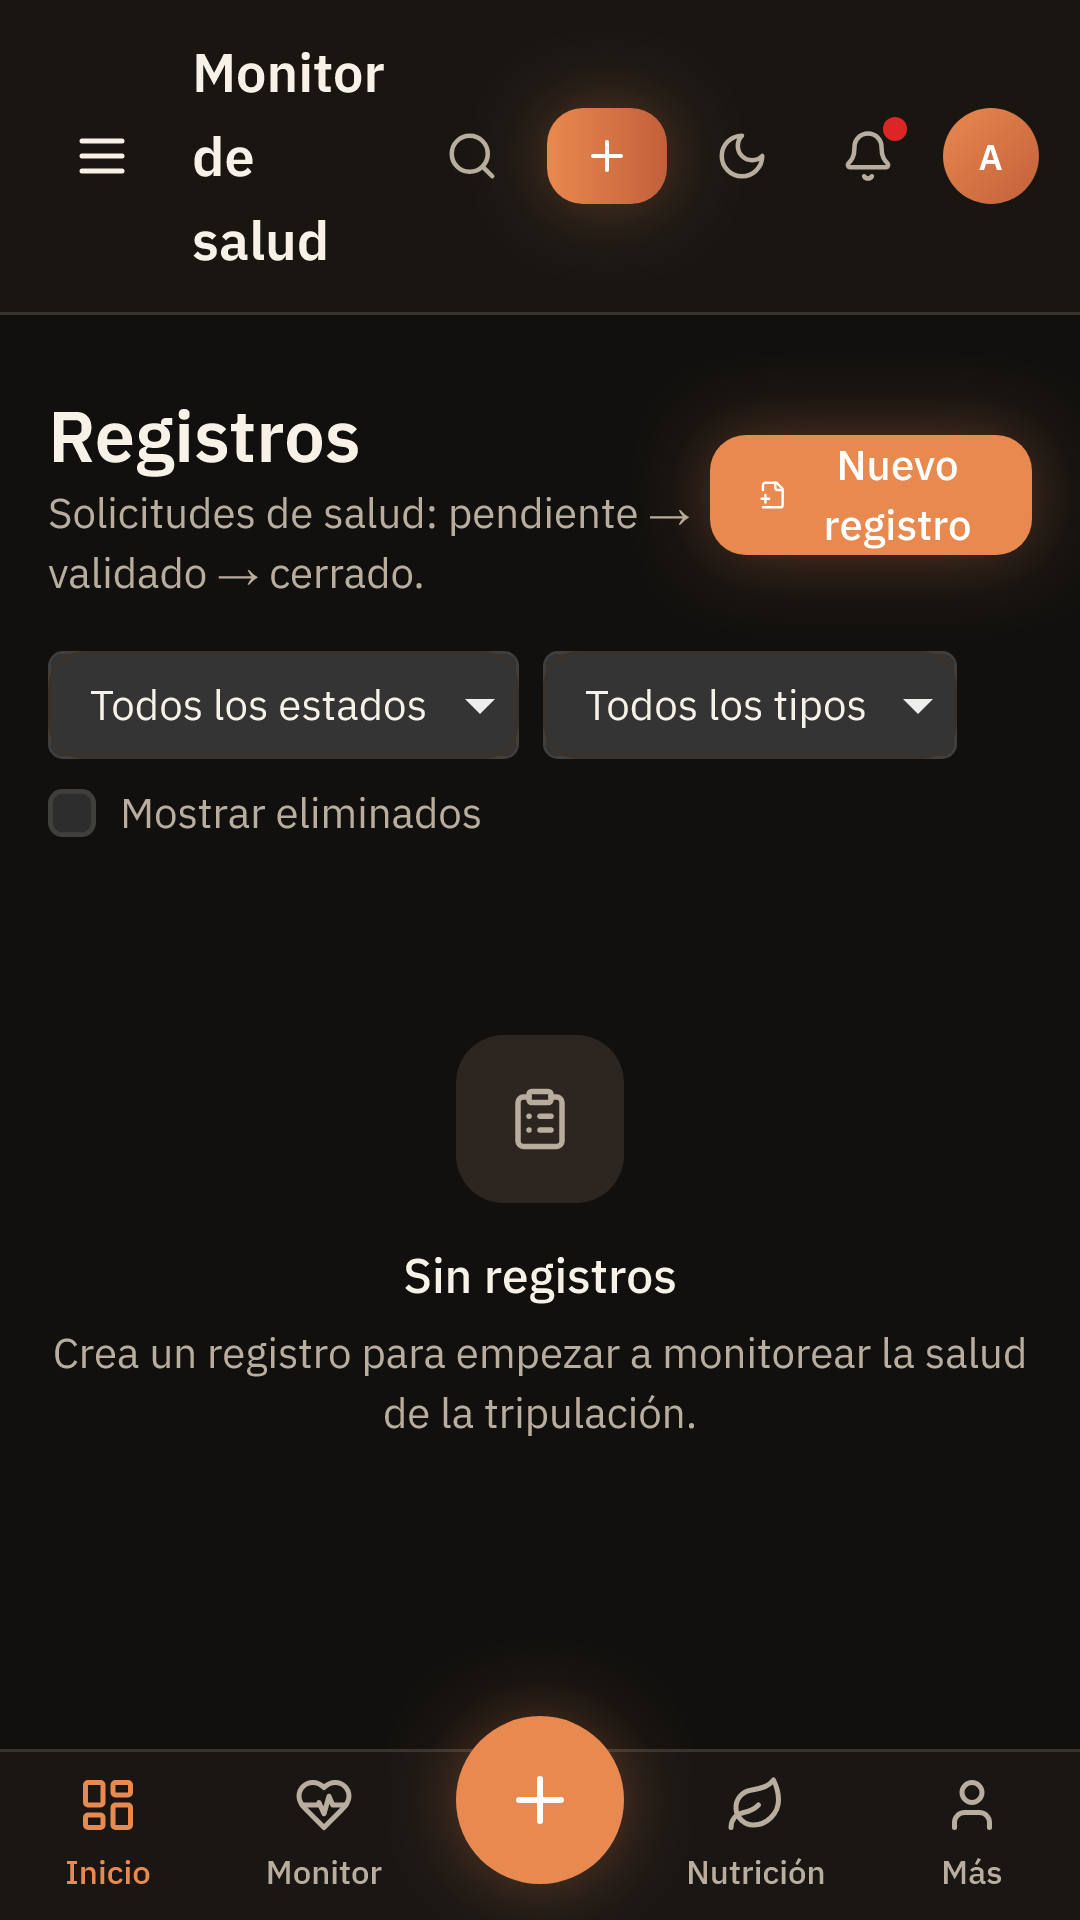 Monitor
de
salud
A
Registros
Solicitudes de salud: pendiente →
validado → cerrado.
Nuevo
registro
Todos los estados
Todos los tipos
Mostrar eliminados
Sin registros
Crea un registro para empezar a monitorear la salud
de la tripulación.
Inicio
Monitor
Nutrición
Más